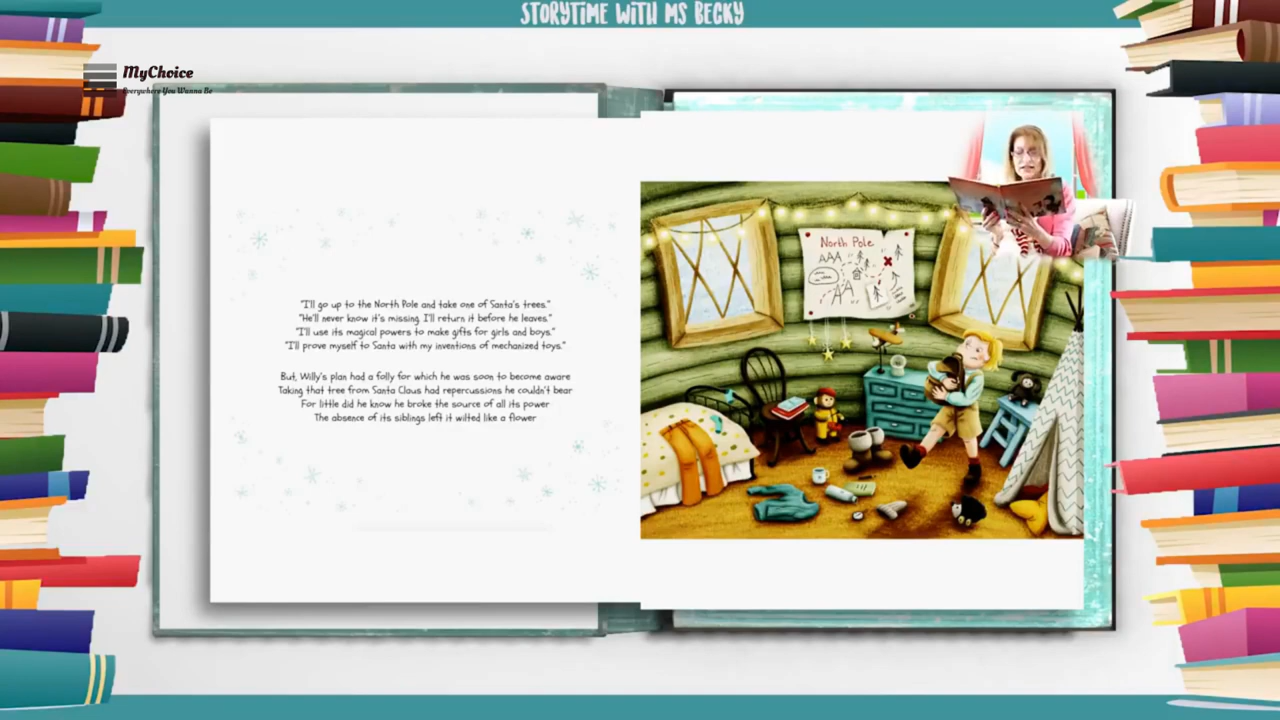 STORYTIME WITH MS BECKY
MyChoice
Everywhere You Wanna Be
North Pole
"I'll go up to the North Pole and take one of Santa's trees."
"He'll never know it's missing. I'll return it before he leaves."
"I'll use its magical powers to make gifts for girls and boys."
"I'll prove myself to Santa with my inventions of mechanized toys."
But, Willy's plan had a folly for which he was soon to become aware
Taking that tree from Santa Claus had repercussions he couldn't bear
For little did he know he broke the source of all its power
The absence of its siblings left it wilted like a flower